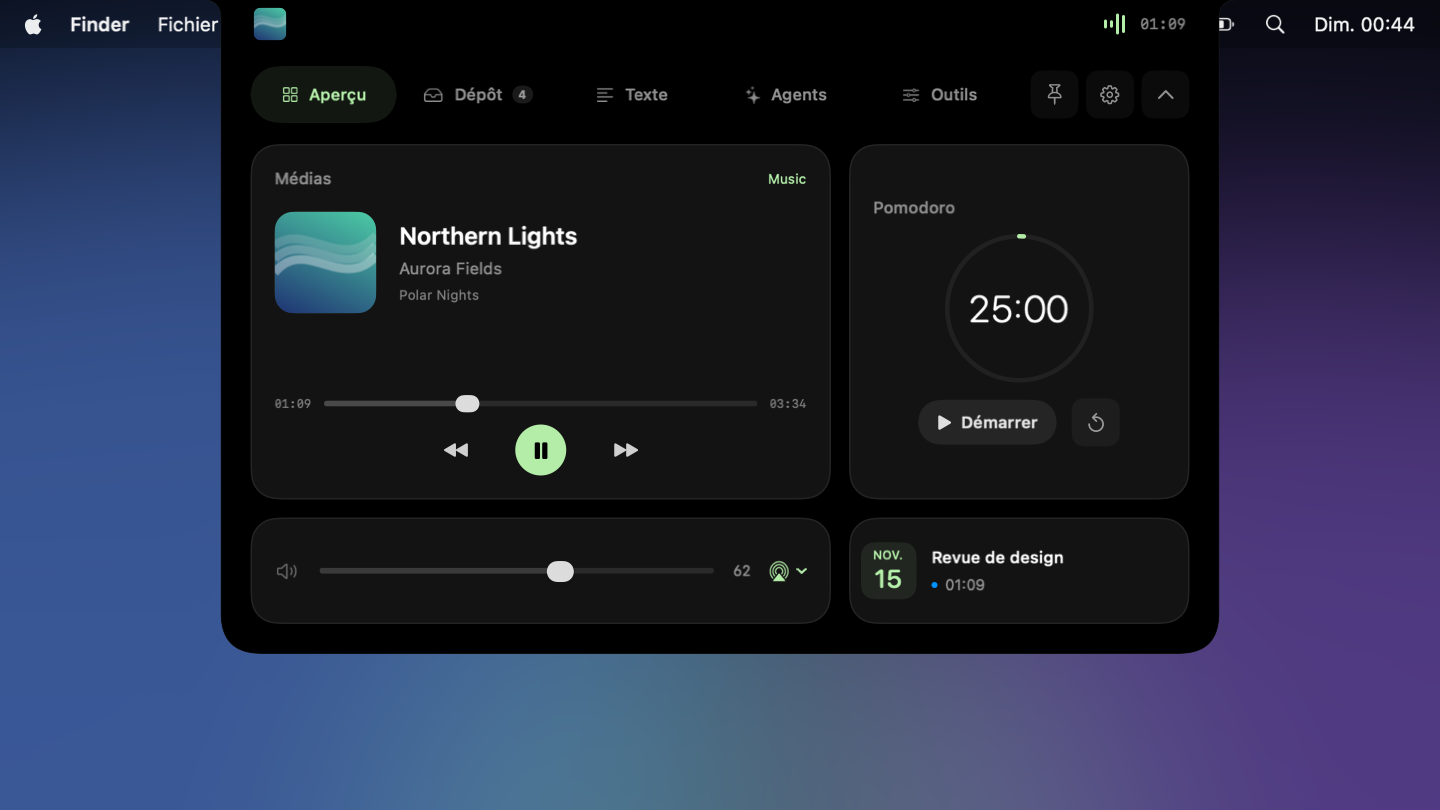 Finder Fichier
01:09
Dim. 00:44
Aperçu
Dépôt 4
Texte
Agents
Outils
Médias
Music
Northern Lights
Aurora Fields
Polar Nights
01:09
03:34
Pomodoro
25:00
Démarrer
62
NOV.
15
Revue de design
01:09